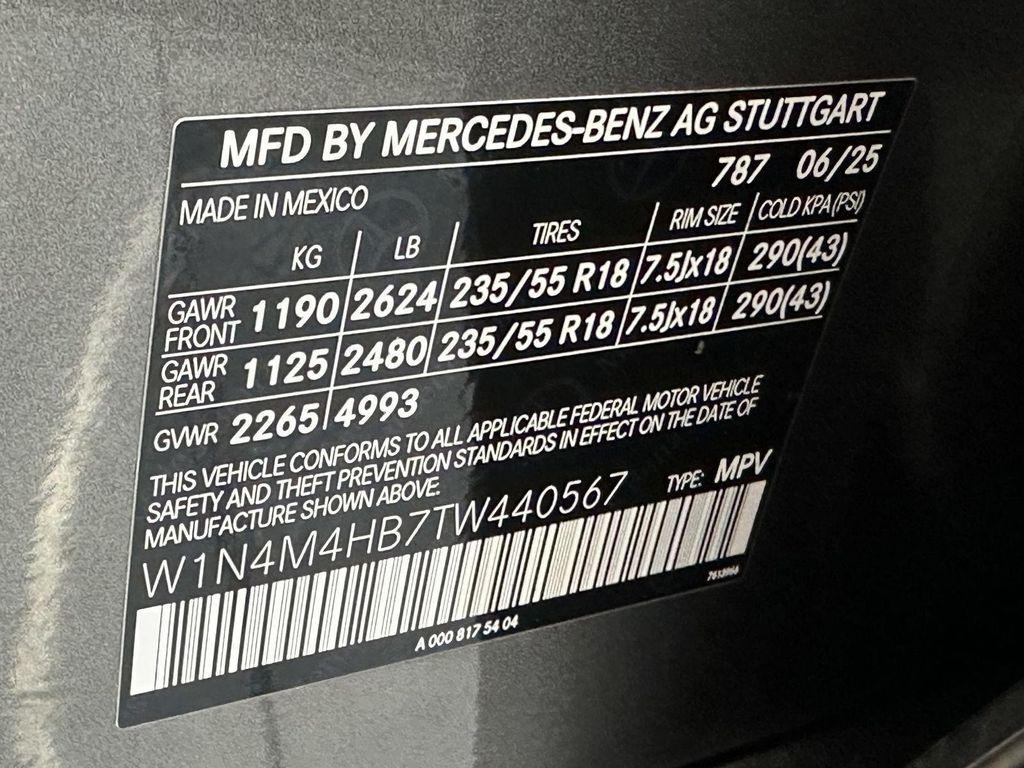 MFD BY MERCEDES-BENZ AG STUTTGART
787 06/25
MADE IN MEXICO
KG LB TIRES RIM SIZE COLD KPA (PSI)
GAWR FRONT 1190 2624 235/55 R18 7.5Jx18 290(43)
GAWR REAR 1125 2480 235/55 R18 7.5Jx18 290(43)
GVWR 2265 4993
THIS VEHICLE CONFORMS TO ALL APPLICABLE FEDERAL MOTOR VEHICLE
SAFETY AND THEFT PREVENTION STANDARDS IN EFFECT ON THE DATE OF
MANUFACTURE SHOWN ABOVE.
W1N4M4HB7TW440567 TYPE: MPV
A 000 817 54 04